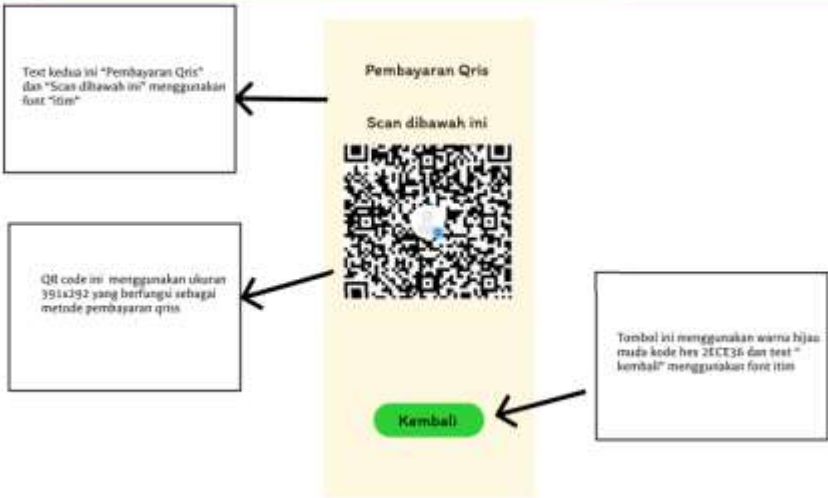 Text kedua ini “Pembayaran Qris”
dan “Scan dibawah ini” menggunakan
font “itim”
Pembayaran Qris
Scan dibawah ini
QR code ini menggunakan ukuran
391x292 yang berfungsi sebagai
metode pembayaran qriss
Tombol ini menggunakan warna hijau
muda kode hex 2ECE36 dan text “
kembali” menggunakan font itim
Kembali